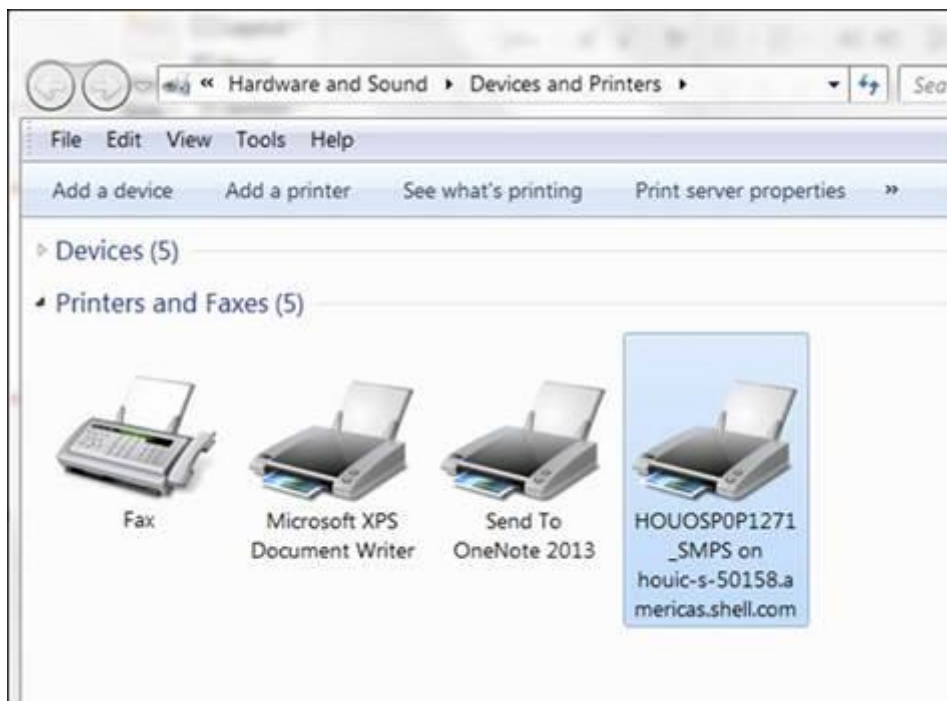 « Hardware and Sound Devices and Printers Sea
File Edit View Tools Help
Add a device Add a printer See what's printing Print server properties »
Devices (5)
Printers and Faxes (5)
Fax
Microsoft XPS
Document Writer
Send To
OneNote 2013
HOUOSP0P1271
_SMPS on
houic-s-50158.a
mericas.shell.com